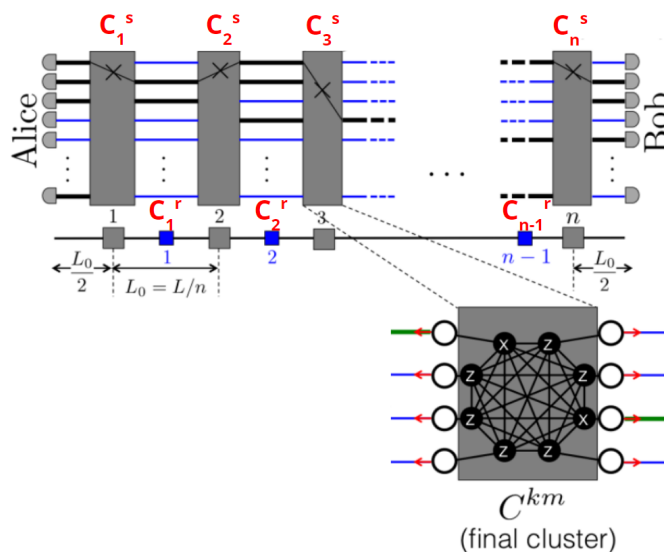 C₁ˢ C₂ˢ C₃ˢ Cₙˢ
Alice
Bob
1 2 3 n
C₁ʳ C₂ʳ Cₙ₋₁ʳ
1 2 n − 1
L₀/2 L₀ = L/n L₀/2
X Z
Z Z
Z X
Z Z
Cᵏᵐ
(final cluster)